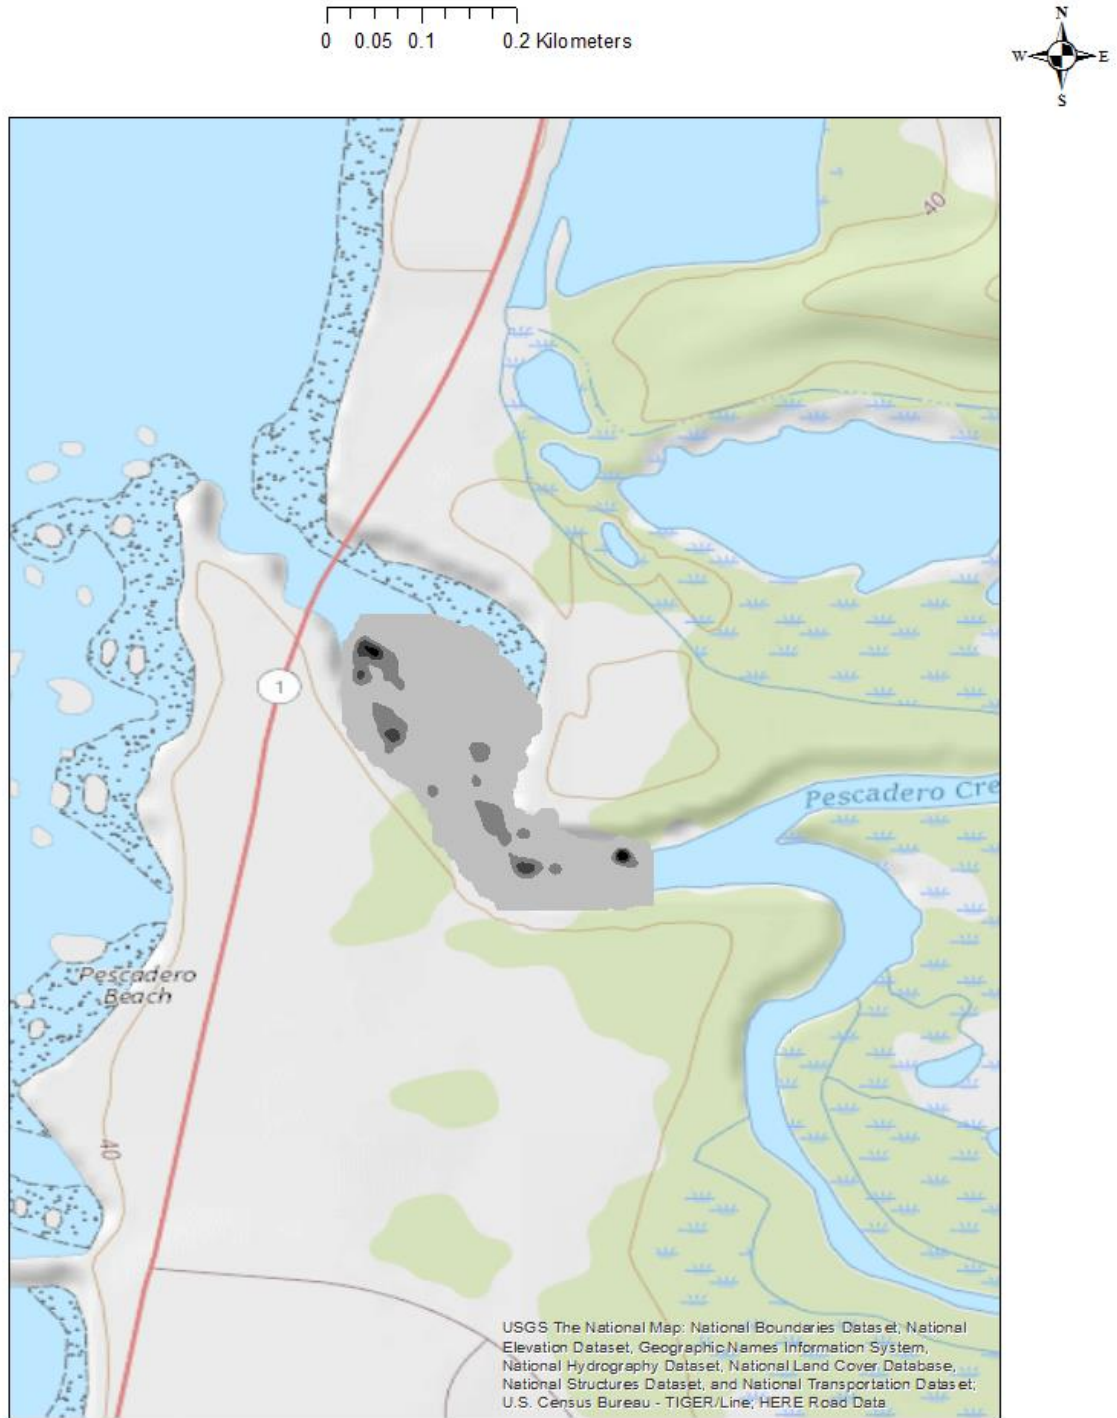 N
W E
S
0 0.05 0.1 0.2 Kilometers
40
1
Pescadero Cre
Pescadero
Beach
40
USGS The National Map: National Boundaries Dataset, National
Elevation Dataset, Geographic Names Information System,
National Hydrography Dataset, National Land Cover Database,
National Structures Dataset, and National Transportation Dataset;
U.S. Census Bureau - TIGER/Line; HERE Road Data